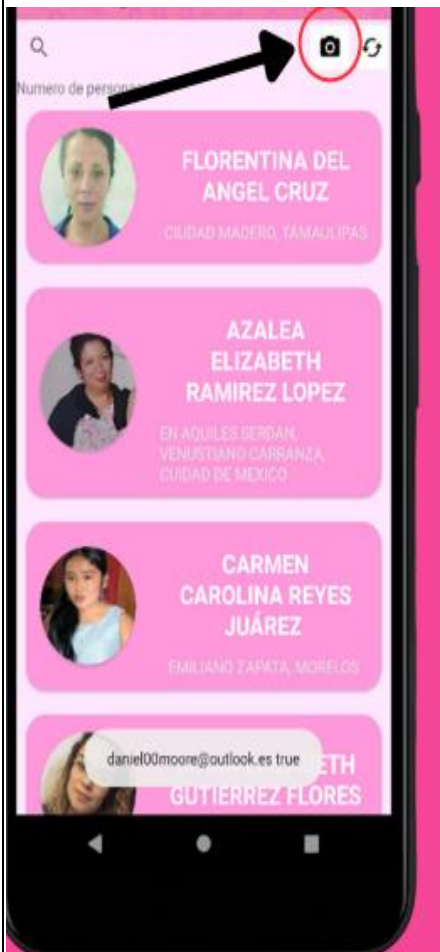 Numero de
FLORENTINA DEL
ANGEL CRUZ
CIUDAD MADERO, TAMAULIPAS
AZALEA
ELIZABETH
RAMIREZ LOPEZ
EN AQUILES SERDAN,
VENUSTIANO CARRANZA,
CUIDAD DE MEXICO
CARMEN
CAROLINA REYES
JUÁREZ
EMILIANO ZAPATA, MORELOS
daniel00moore@outlook.es true
ETH
GUTIERREZ FLORES